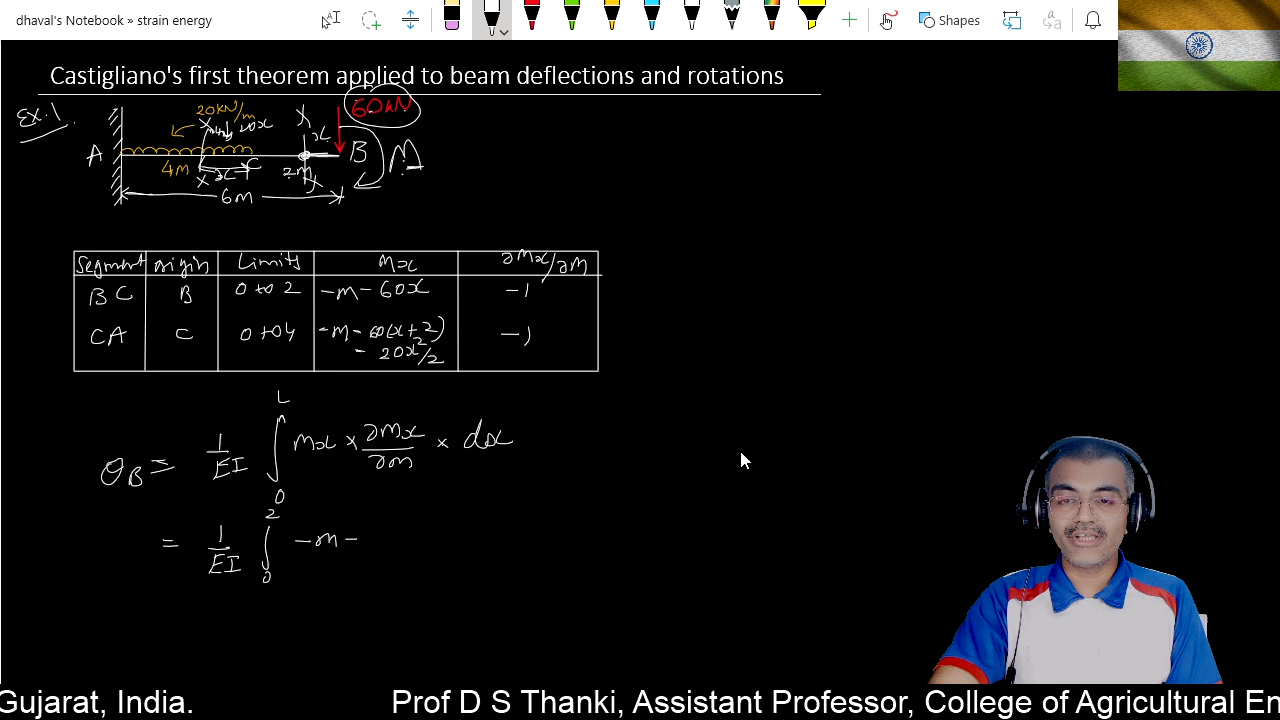 dhaval's Notebook » strain energy
Shapes
Castigliano's first theorem applied to beam deflections and rotations
Ex.1
20KN/m
60KN
X 20x X x
A B M
4m C 2m
X x X
6m
Segment origin Limits Mx ∂Mx/∂M
BC B 0 to 2 -M - 60x -1
CA C 0 to 4 -M - 60(x+2) - 20x²/2 -1
θB = 1/EI ∫₀ᴸ Mx × ∂Mx/∂M × dx
= 1/EI ∫₀² -M -
Gujarat, India. Prof D S Thanki, Assistant Professor, College of Agricultural En